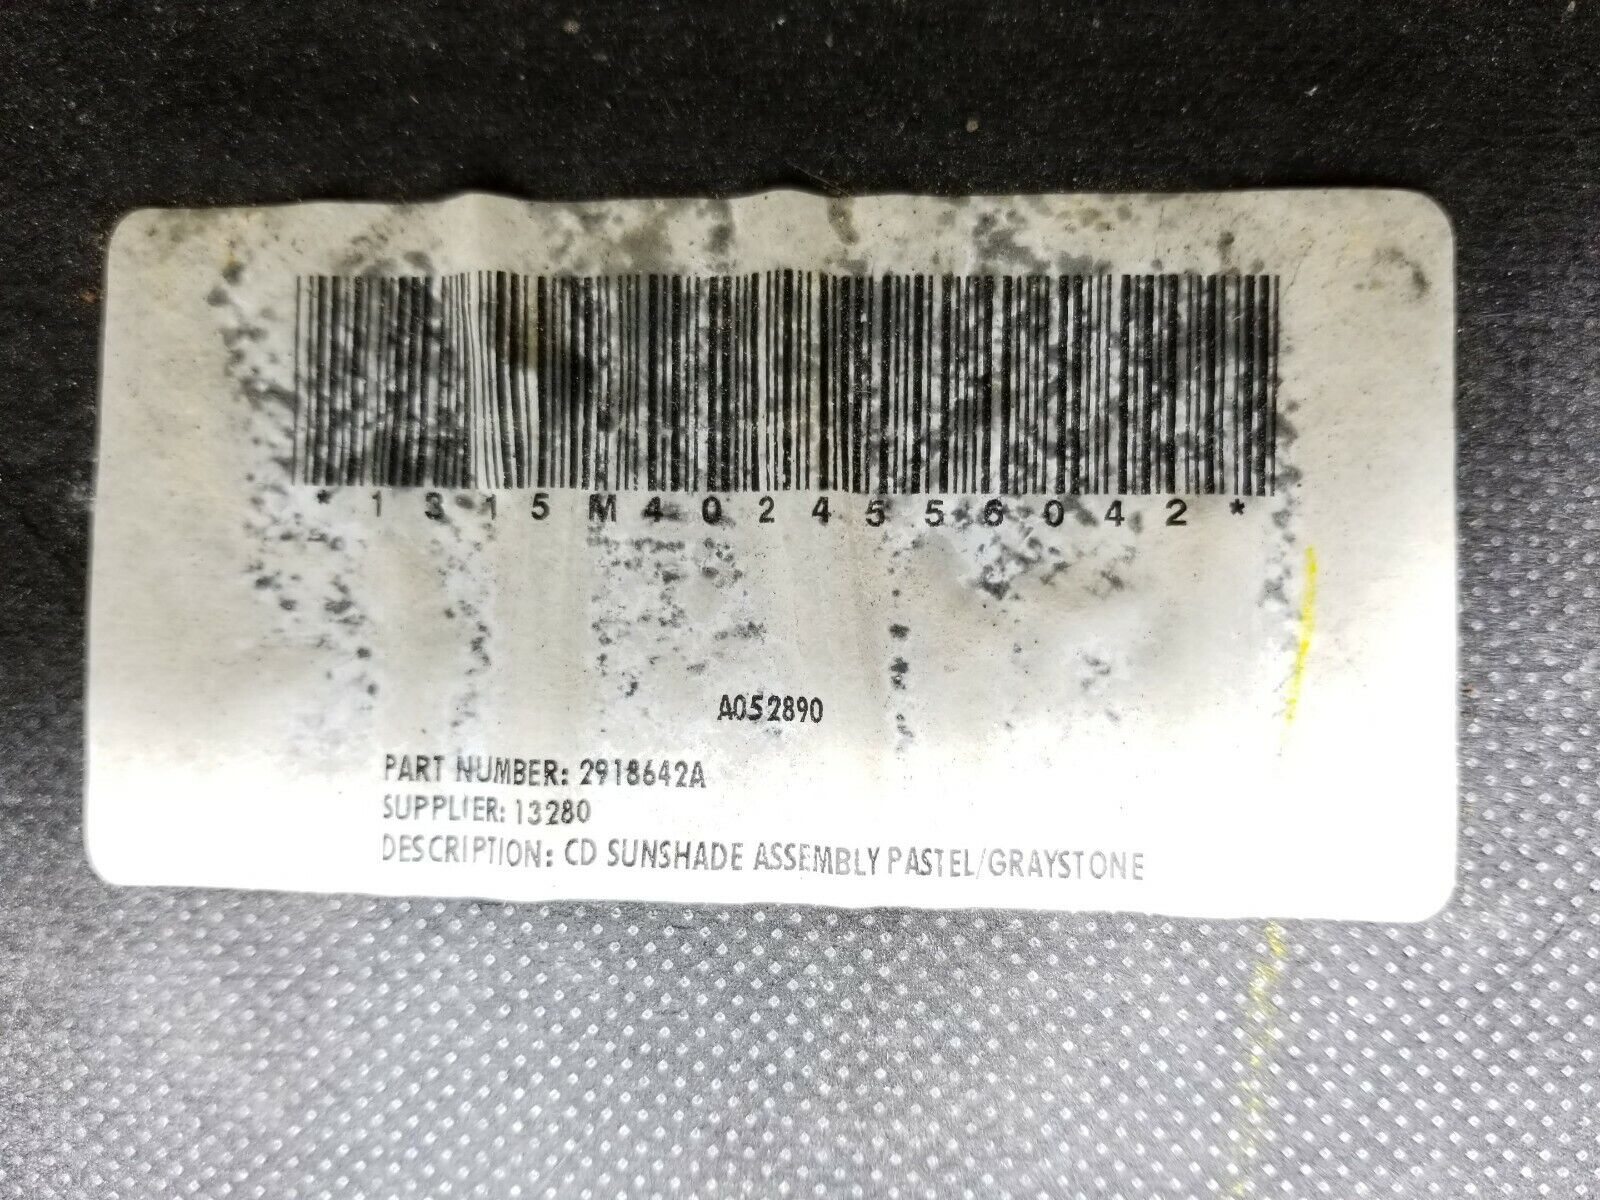 *1315M4024556042*
A052890
PART NUMBER: 2918642A
SUPPLIER: 13280
DESCRIPTION: CD SUNSHADE ASSEMBLY PASTEL/GRAYSTONE